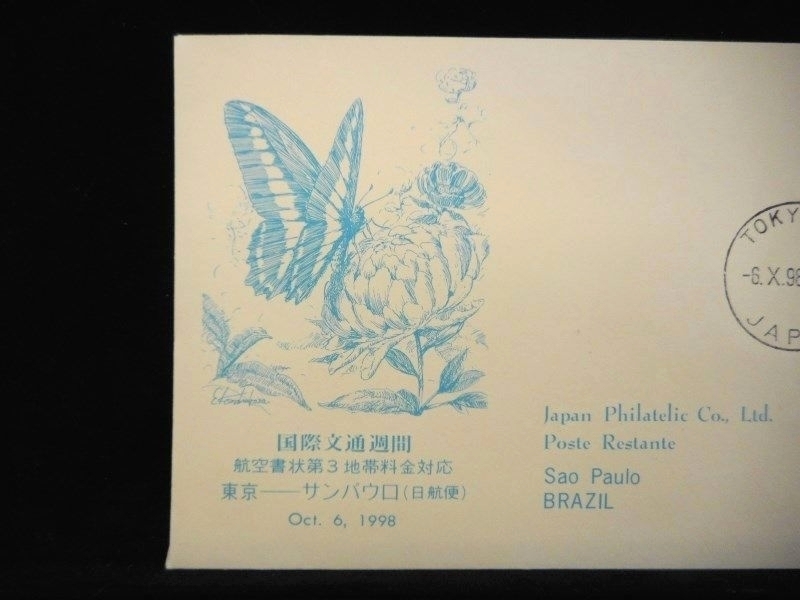 国際文通週間
航空書状第3地帯料金対応
東京――サンパウロ(日航便)
Oct. 6, 1998
TOKY
-6.X.98
JAP
Japan Philatelic Co., Ltd.
Poste Restante
Sao Paulo
BRAZIL